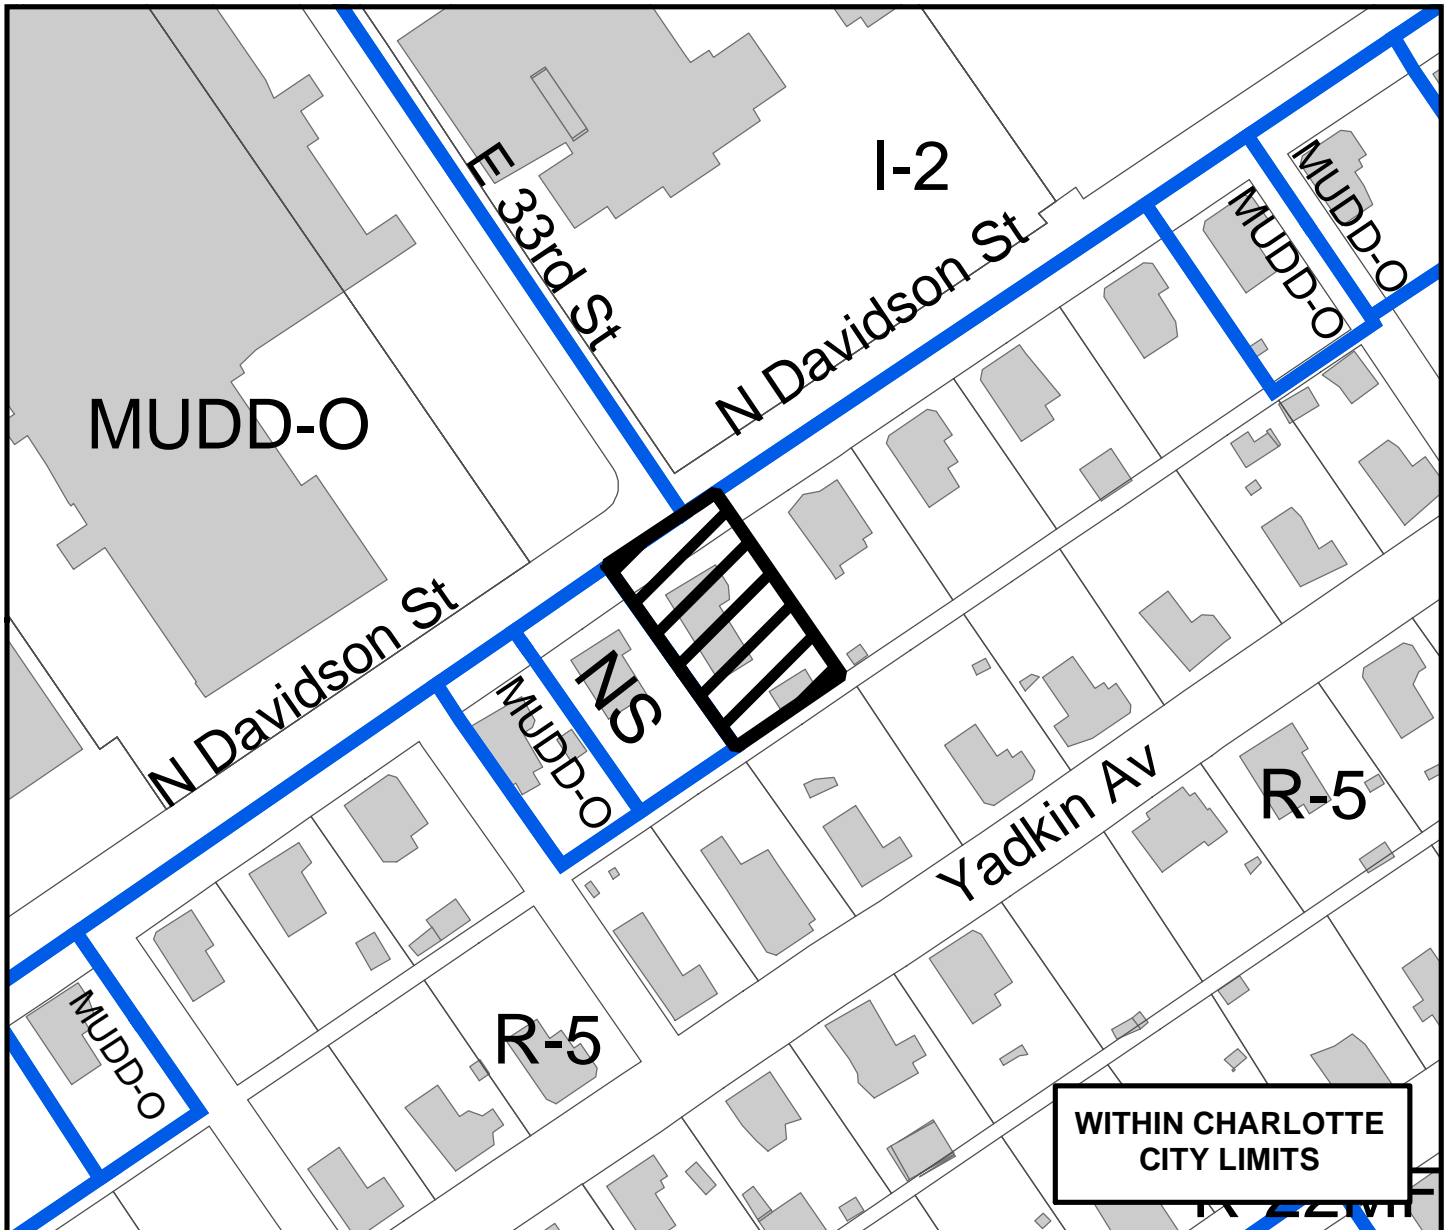 E 33rd St
I-2
MUDD-O
MUDD-O
N Davidson St
MUDD-O
N Davidson St
NS
MUDD-O
Yadkin Av
R-5
R-5
MUDD-O
WITHIN CHARLOTTE
CITY LIMITS
R-22MF